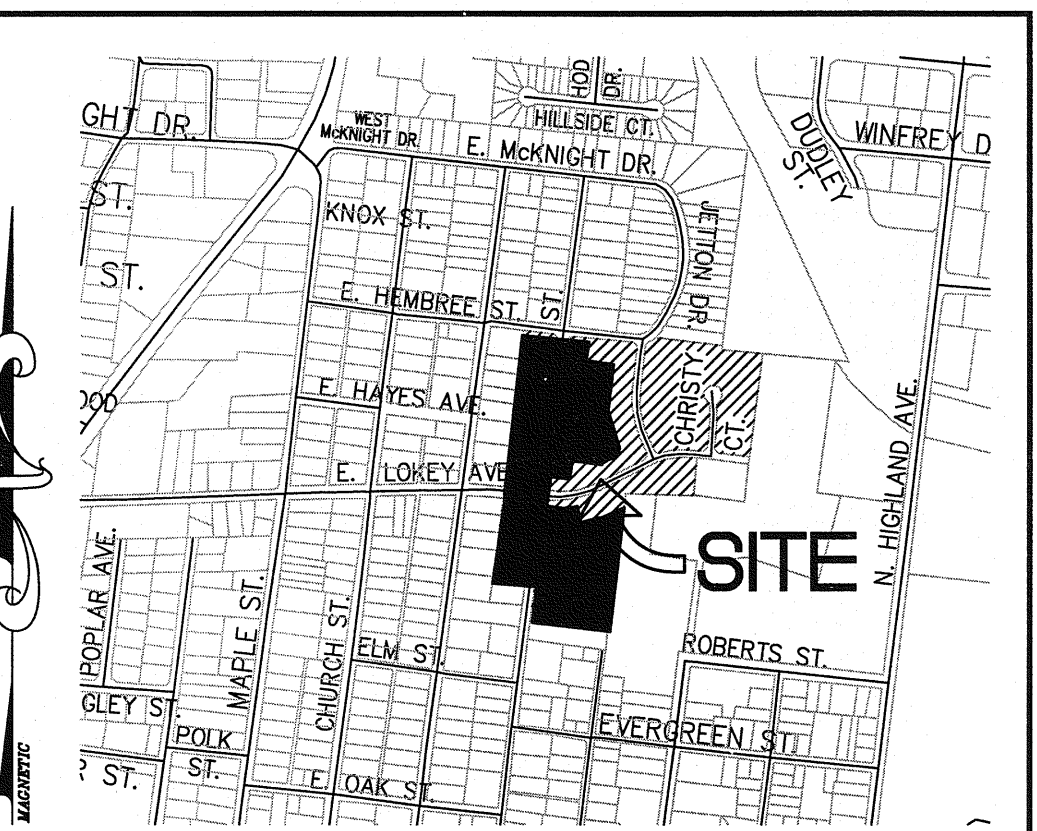 HOD
DR.
HILLSIDE CT.
GHT DR.
WEST
McKNIGHT DR.
E. McKNIGHT DR.
DUDLEY
ST.
WINFREY D
ST.
KNOX ST.
JETTON DR.
ST.
E. HEMBREE ST.
ST.
CHRISTY
CT.
OOD
E. HAYES AVE.
N. HIGHLAND AVE.
E. LOKEY AVE
SITE
POPLAR AVE.
MAPLE ST.
CHURCH ST.
ELM ST.
ROBERTS ST.
GLEY ST.
POLK
ST.
EVERGREEN ST.
R ST.
E. OAK ST.
MAGNETIC